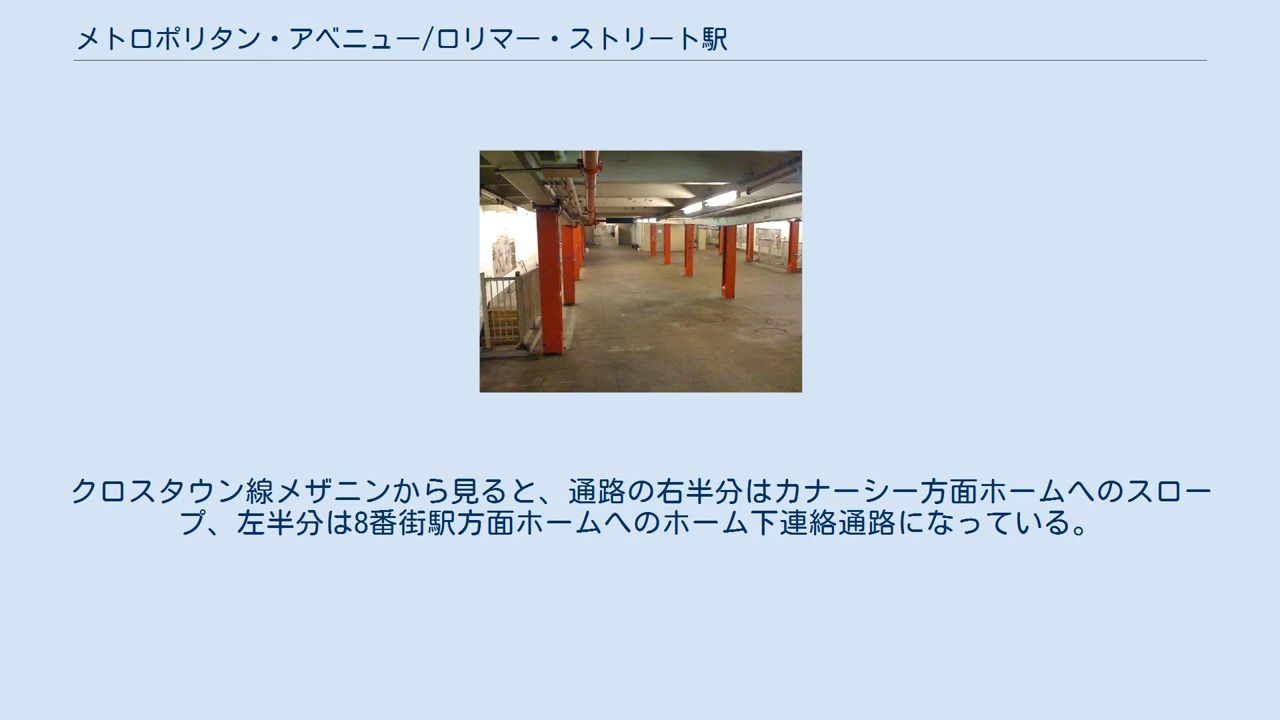 メトロポリタン・アベニュー/ロリマー・ストリート駅
クロスタウン線メザニンから見ると、通路の右半分はカナーシー方面ホームへのスロー
プ、左半分は8番街駅方面ホームへのホーム下連絡通路になっている。